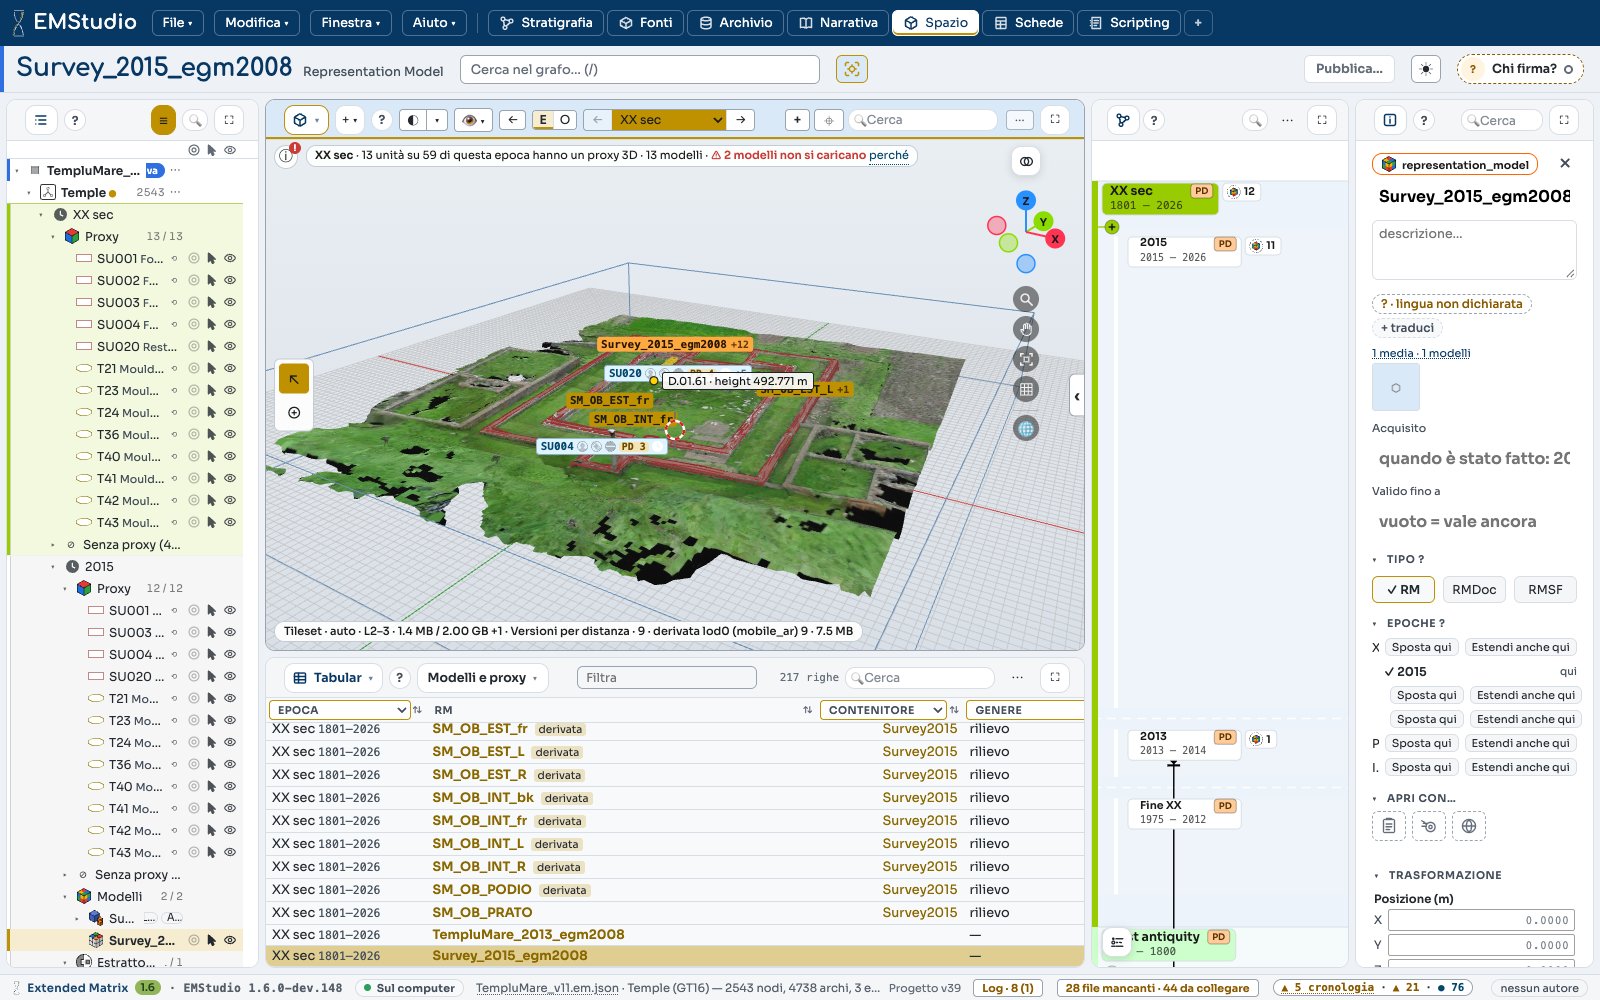 EMStudio File Modifica Finestra Aiuto Stratigrafia Fonti Archivio Narrativa Spazio Schede Scripting +
Survey_2015_egm2008 Representation Model Cerca nel grafo... (/) Pubblica... ? Chi firma?
TempluMare_... va ...
Temple 2543 ...
XX sec
Proxy 13 / 13
SU001 Fo...
SU002 F...
SU003 F...
SU004 F...
SU020 Rest...
T21 Mould...
T23 Moul...
T24 Moul...
T36 Moul...
T40 Moul...
T41 Mould...
T42 Moul...
T43 Moul...
Senza proxy (4...
2015
Proxy 12 / 12
SU001 ...
SU003 ...
SU004 ...
SU020 ...
T21 Mo...
T23 Mo...
T24 Mo...
T36 Mo...
T40 Mo...
T41 Mo...
T42 Mo...
T43 Mo...
Senza proxy ...
Modelli 2 / 2
Su... ... A...
Survey_2...
Estratto... / 1
+ ? E O XX sec + Cerca ...
XX sec · 13 unità su 59 di questa epoca hanno un proxy 3D · 13 modelli · ⚠ 2 modelli non si caricano perché
Z
Y
X
Survey_2015_egm2008 +12
SU020
D.01.61 · height 492.771 m
SM_OB_EST_L +1
SM_OB_EST_fr
SM_OB_INT_fr
SU004 PD 3
Tileset · auto · L2–3 · 1.4 MB / 2.00 GB +1 · Versioni per distanza · 9 · derivata lod0 (mobile_ar) 9 · 7.5 MB
Tabular ? Modelli e proxy Filtra 217 righe Cerca ...
EPOCA RM CONTENITORE GENERE
XX sec 1801–2026 SM_OB_EST_fr derivata Survey2015 rilievo
XX sec 1801–2026 SM_OB_EST_L derivata Survey2015 rilievo
XX sec 1801–2026 SM_OB_EST_R derivata Survey2015 rilievo
XX sec 1801–2026 SM_OB_INT_bk derivata Survey2015 rilievo
XX sec 1801–2026 SM_OB_INT_fr derivata Survey2015 rilievo
XX sec 1801–2026 SM_OB_INT_L derivata Survey2015 rilievo
XX sec 1801–2026 SM_OB_INT_R derivata Survey2015 rilievo
XX sec 1801–2026 SM_OB_PODIO derivata Survey2015 rilievo
XX sec 1801–2026 SM_OB_PRATO Survey2015 rilievo
XX sec 1801–2026 TempluMare_2013_egm2008 —
XX sec 1801–2026 Survey_2015_egm2008 —
? ...
XX sec PD 12
1801 – 2026
2015 PD 11
2015 – 2026
2013 PD 1
2013 – 2014
Fine XX PD
1975 – 2012
t antiquity PD
– 1800
? Cerca
representation_model
Survey_2015_egm2008
descrizione...
? · lingua non dichiarata
+ traduci
1 media · 1 modelli
Acquisito
quando è stato fatto: 20
Valido fino a
vuoto = vale ancora
TIPO ?
✓ RM RMDoc RMSF
EPOCHE ?
X Sposta qui Estendi anche qui
✓ 2015 qui
Sposta qui Estendi anche qui
Sposta qui Estendi anche qui
P Sposta qui Estendi anche qui
I. Sposta qui Estendi anche qui
APRI CON...
TRASFORMAZIONE
Posizione (m)
X 0.0000
Y 0.0000
Extended Matrix 1.6 · EMStudio 1.6.0-dev.148 Sul computer TempluMare_v11.em.json · Temple (GT16) — 2543 nodi, 4738 archi, 3 e... Progetto v39 Log · 8 (1) 28 file mancanti · 44 da collegare ▲ 5 cronologia · ▲ 21 · ● 76 nessun autore